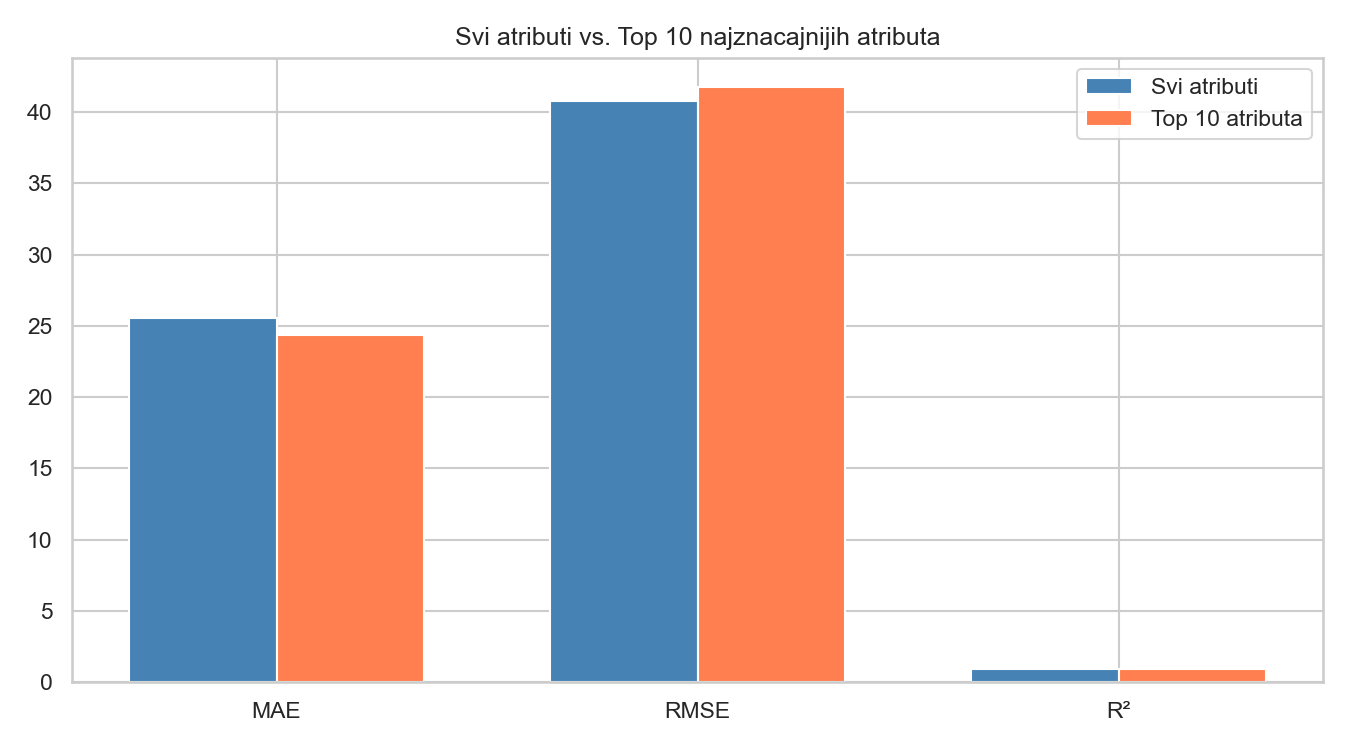 Svi atributi vs. Top 10 najznacajnijih atributa
Svi atributi
Top 10 atributa
40
35
30
25
20
15
10
5
0
MAE
RMSE
R²